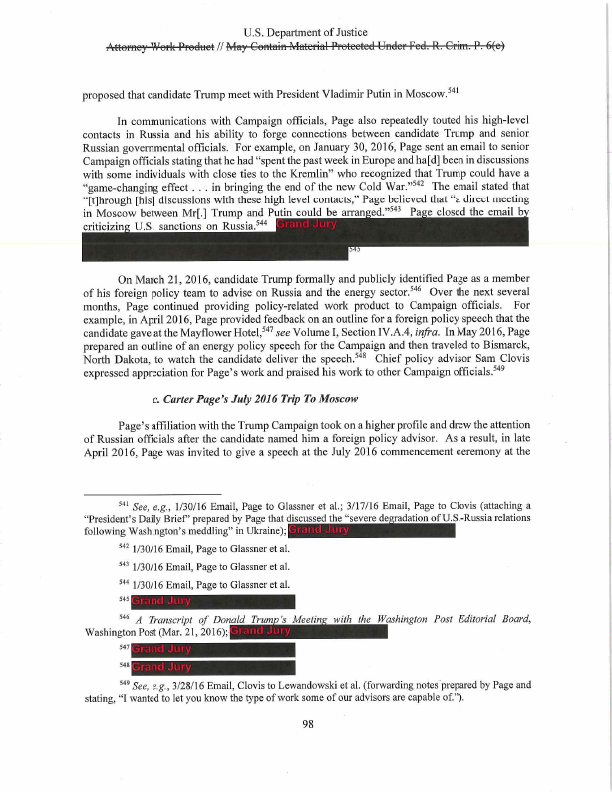 U.S. Department of Justice
Attorney Work Product // May Contain Material Protected Under Fed. R. Crim. P. 6(e)
proposed that candidate Trump meet with President Vladimir Putin in Moscow.541
In communications with Campaign officials, Page also repeatedly touted his high-level
contacts in Russia and his ability to forge connections between candidate Trump and senior
Russian governmental officials. For example, on January 30, 2016, Page sent an email to senior
Campaign officials stating that he had "spent the past week in Europe and ha[d] been in discussions
with some individuals with close ties to the Kremlin" who recognized that Trump could have a
"game-changing effect . . . in bringing the end of the new Cold War."542 The email stated that
"[t]hrough [his] discussions with these high level contacts," Page believed that "a direct meeting
in Moscow between Mr[.] Trump and Putin could be arranged."543 Page closed the email by
criticizing U.S. sanctions on Russia.544 Grand Jury
545
On March 21, 2016, candidate Trump formally and publicly identified Page as a member
of his foreign policy team to advise on Russia and the energy sector.546 Over the next several
months, Page continued providing policy-related work product to Campaign officials. For
example, in April 2016, Page provided feedback on an outline for a foreign policy speech that the
candidate gave at the Mayflower Hotel,547 see Volume I, Section IV.A.4, infra. In May 2016, Page
prepared an outline of an energy policy speech for the Campaign and then traveled to Bismarck,
North Dakota, to watch the candidate deliver the speech.548 Chief policy advisor Sam Clovis
expressed appreciation for Page's work and praised his work to other Campaign officials.549
c. Carter Page's July 2016 Trip To Moscow
Page's affiliation with the Trump Campaign took on a higher profile and drew the attention
of Russian officials after the candidate named him a foreign policy advisor. As a result, in late
April 2016, Page was invited to give a speech at the July 2016 commencement ceremony at the
541 See, e.g., 1/30/16 Email, Page to Glassner et al.; 3/17/16 Email, Page to Clovis (attaching a
"President's Daily Brief" prepared by Page that discussed the "severe degradation of U.S.-Russia relations
following Washington's meddling" in Ukraine); Grand Jury
542 1/30/16 Email, Page to Glassner et al.
543 1/30/16 Email, Page to Glassner et al.
544 1/30/16 Email, Page to Glassner et al.
545 Grand Jury
546 A Transcript of Donald Trump's Meeting with the Washington Post Editorial Board,
Washington Post (Mar. 21, 2016); Grand Jury
547 Grand Jury
548 Grand Jury
549 See, e.g., 3/28/16 Email, Clovis to Lewandowski et al. (forwarding notes prepared by Page and
stating, "I wanted to let you know the type of work some of our advisors are capable of.").
98